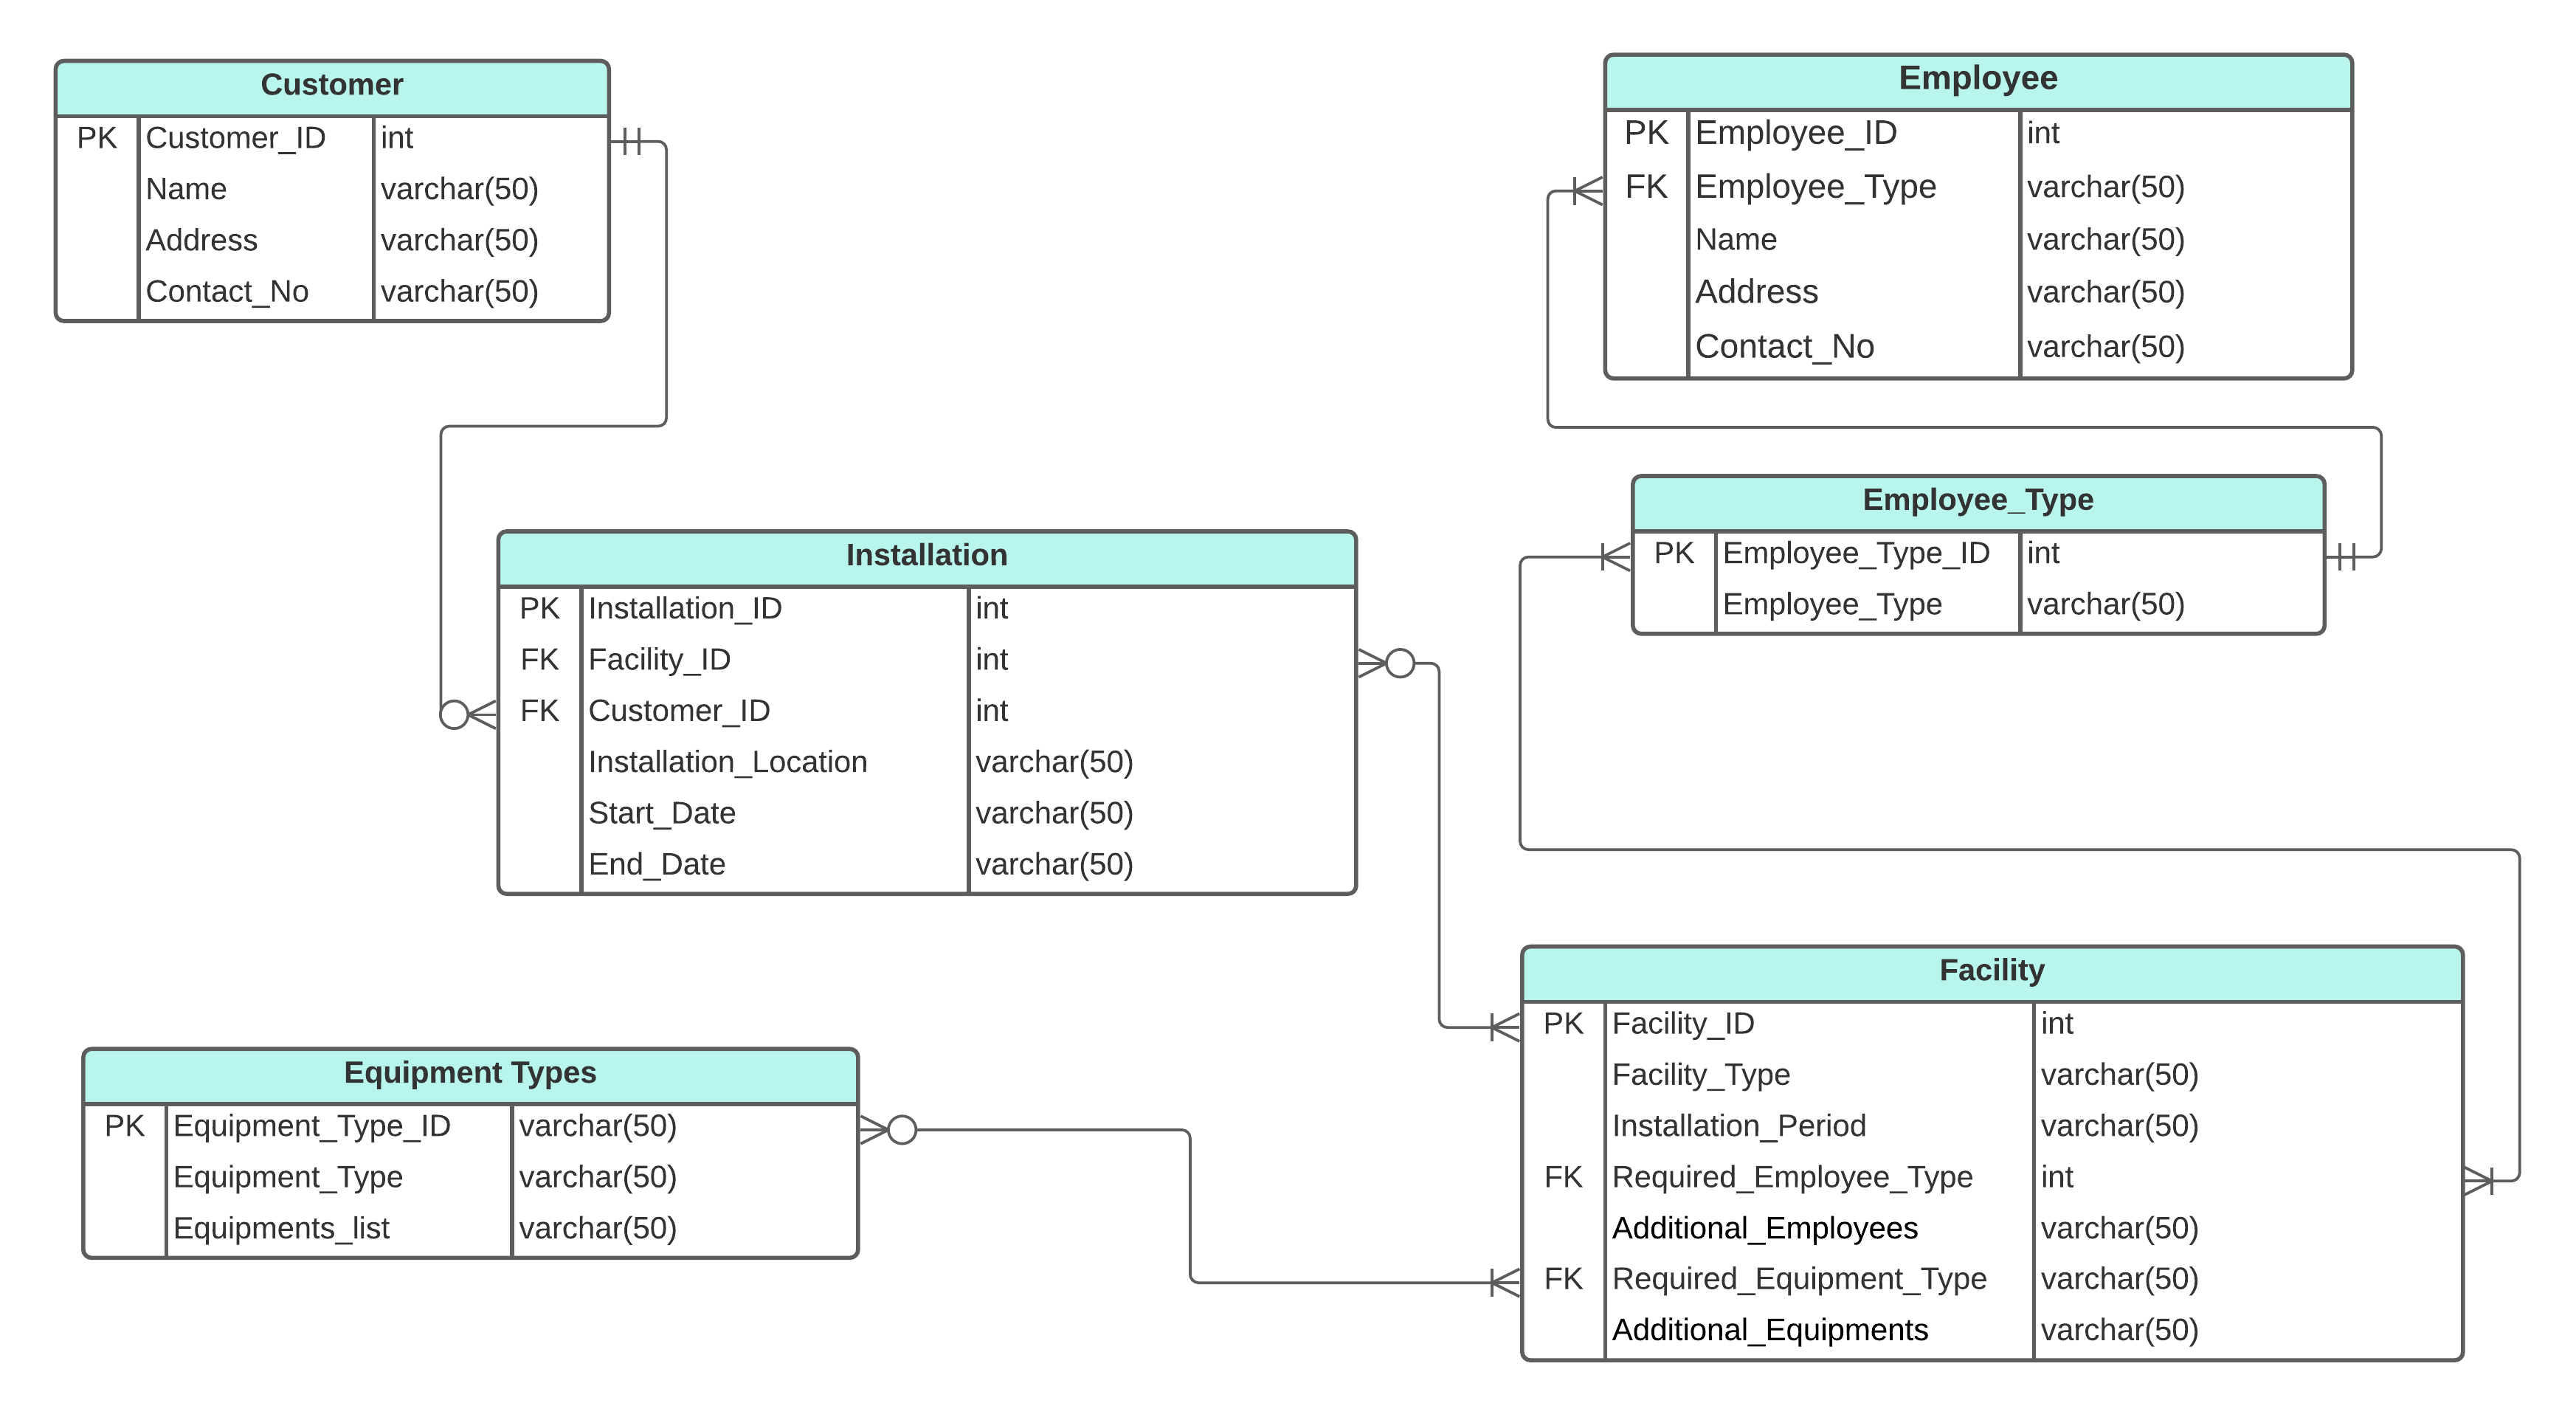 Customer
PK Customer_ID int
Name varchar(50)
Address varchar(50)
Contact_No varchar(50)
Employee
PK Employee_ID int
FK Employee_Type varchar(50)
Name varchar(50)
Address varchar(50)
Contact_No varchar(50)
Employee_Type
PK Employee_Type_ID int
Employee_Type varchar(50)
Installation
PK Installation_ID int
FK Facility_ID int
FK Customer_ID int
Installation_Location varchar(50)
Start_Date varchar(50)
End_Date varchar(50)
Facility
PK Facility_ID int
Facility_Type varchar(50)
Installation_Period varchar(50)
FK Required_Employee_Type int
Additional_Employees varchar(50)
FK Required_Equipment_Type varchar(50)
Additional_Equipments varchar(50)
Equipment Types
PK Equipment_Type_ID varchar(50)
Equipment_Type varchar(50)
Equipments_list varchar(50)